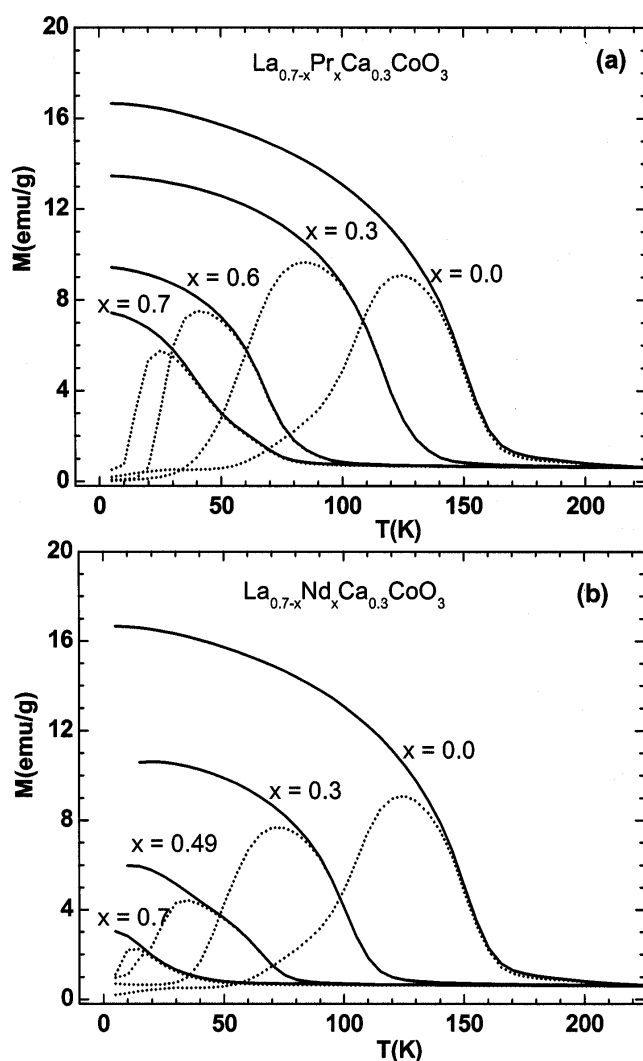 20
16
12
8
4
0
M(emu/g)
La₀.₇₋ₓPrₓCa₀.₃CoO₃
(a)
x = 0.3
x = 0.0
x = 0.6
x = 0.7
0 50 100 150 200
T(K)
20
16
12
8
4
0
M(emu/g)
La₀.₇₋ₓNdₓCa₀.₃CoO₃
(b)
x = 0.0
x = 0.3
x = 0.49
x = 0.7
0 50 100 150 200
T(K)